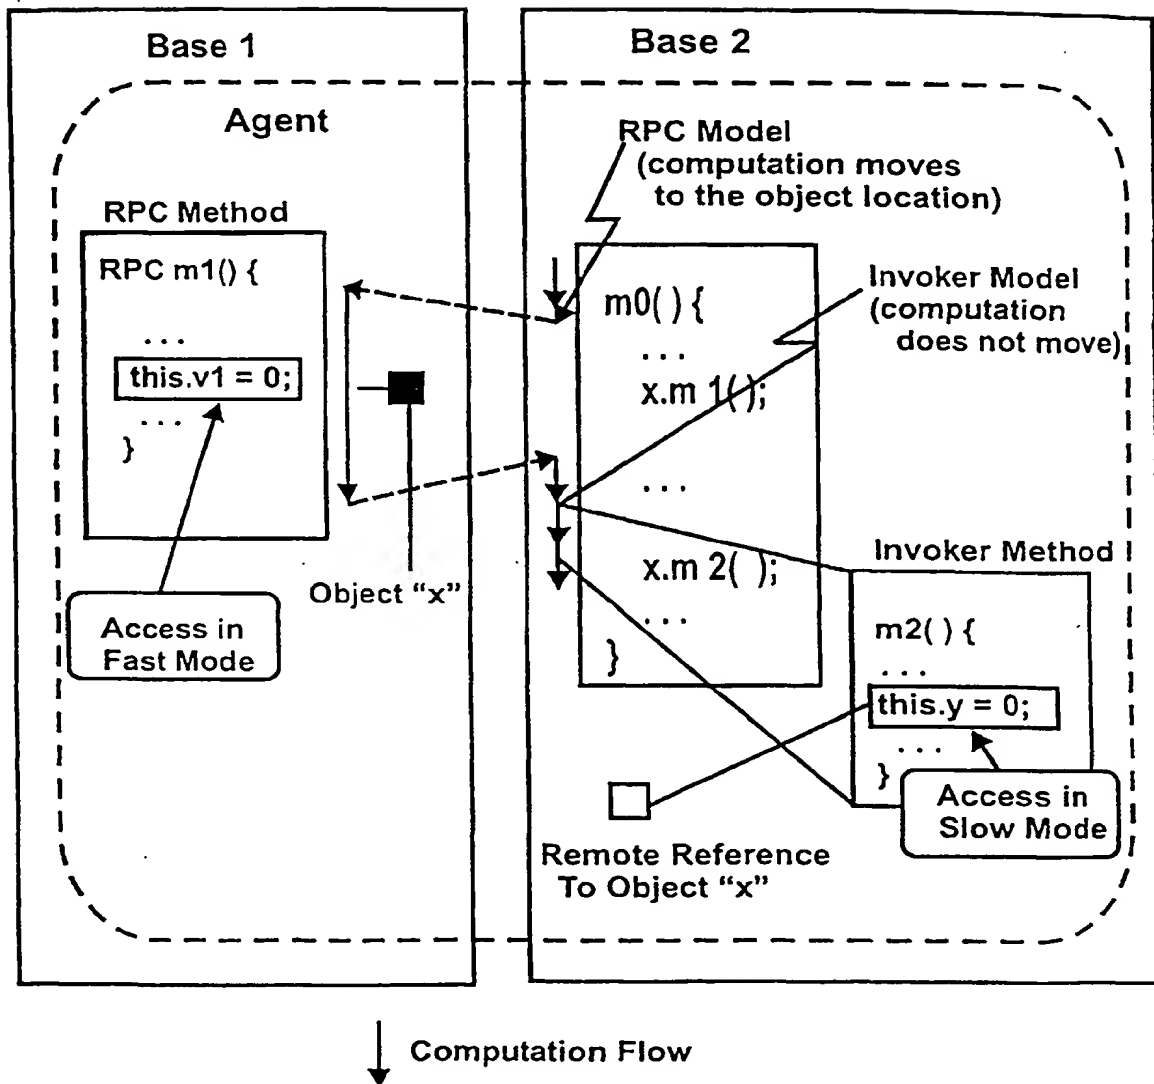 Base 1
Base 2
Agent
RPC Model
(computation moves
to the object location)
RPC Method
RPC m1() {
...
this.v1 = 0;
...
}
Object “x”
Access in
Fast Mode
m0( ) {
...
x.m 1( );
...
x.m 2( );
...
}
Invoker Model
(computation
does not move)
Invoker Method
m2( ) {
...
this.y = 0;
...
}
Access in
Slow Mode
Remote Reference
To Object “x”
Computation Flow